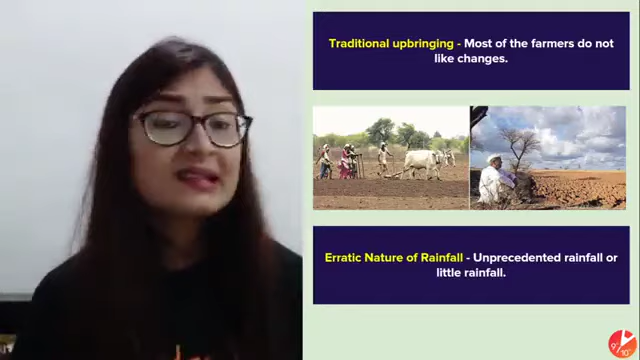 Traditional upbringing - Most of the farmers do not
like changes.
Erratic Nature of Rainfall - Unprecedented rainfall or
little rainfall.